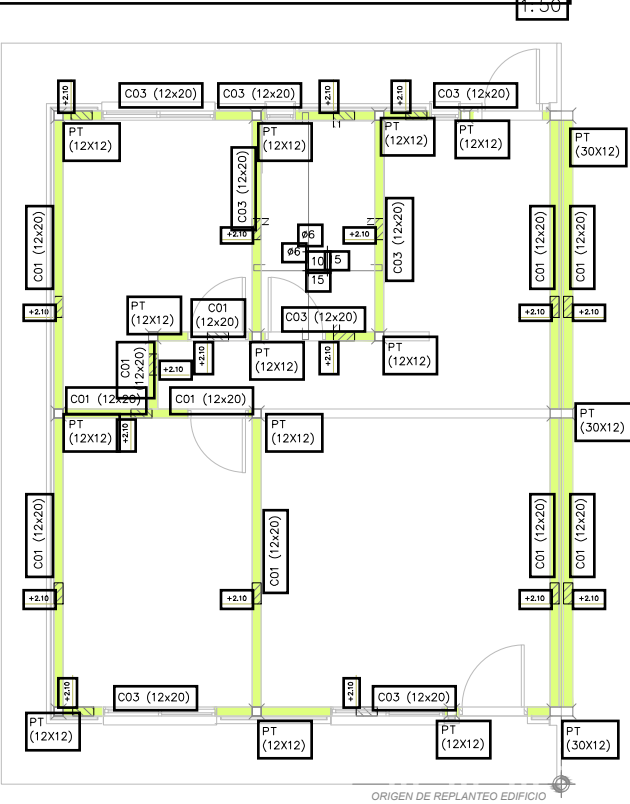 1:50
+2.10
C03 (12x20)
C03 (12x20)
+2.10
+2.10
C03 (12x20)
PT
(12X12)
PT
(12X12)
PT
(12X12)
PT
(12X12)
PT
(30X12)
C03 (12x20)
C01 (12x20)
C03 (12x20)
C01 (12x20)
C01 (12x20)
+2.10
ø6
+2.10
ø6
10
5
15
+2.10
+2.10
+2.10
PT
(12X12)
C01
(12x20)
C03 (12x20)
C01
(12x20)
+2.10
+2.10
PT
(12X12)
+2.10
PT
(12X12)
C01 (12x20)
C01 (12x20)
PT
(12X12)
+2.10
PT
(12X12)
PT
(30X12)
C01 (12x20)
C01 (12x20)
C01 (12x20)
C01 (12x20)
+2.10
+2.10
+2.10
+2.10
+2.10
C03 (12x20)
+2.10
C03 (12x20)
PT
(12X12)
PT
(12X12)
PT
(12X12)
PT
(30X12)
ORIGEN DE REPLANTEO EDIFICIO